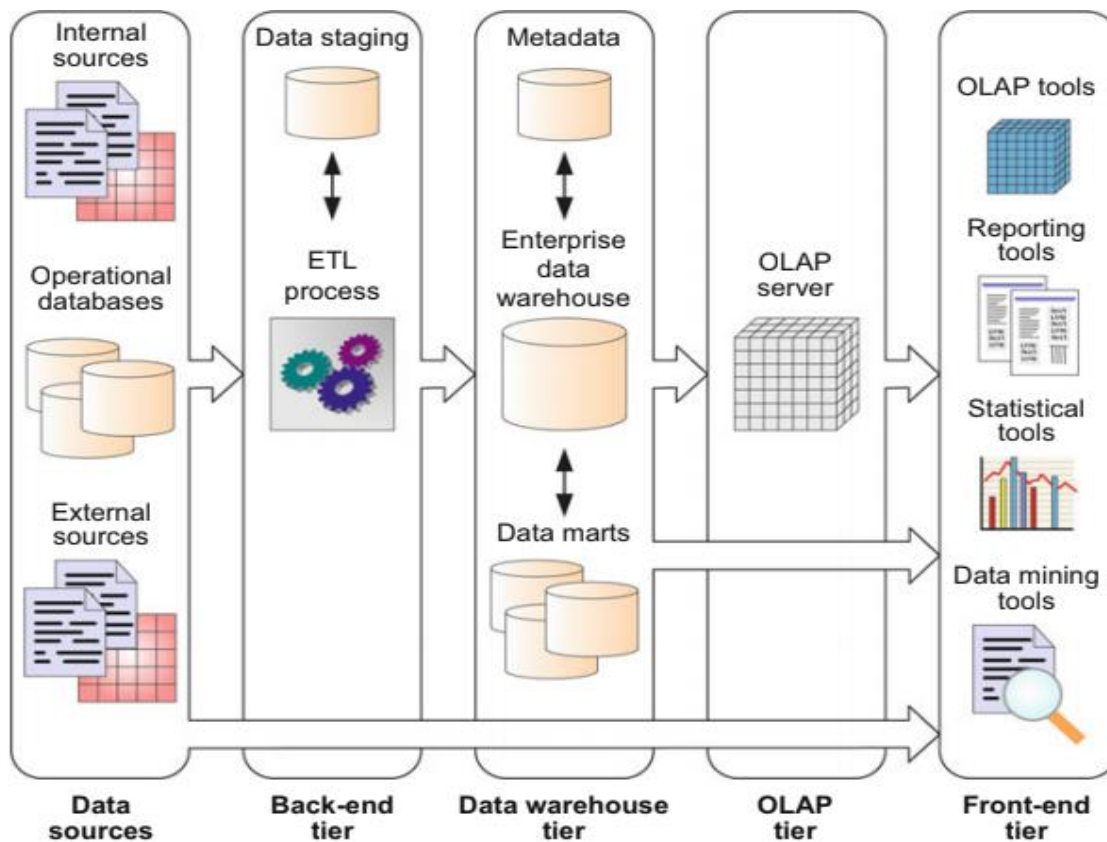 Internal
sources
Operational
databases
External
sources
Data
sources
Data staging
ETL
process
Back-end
tier
Metadata
Enterprise
data
warehouse
Data marts
Data warehouse
tier
OLAP
server
OLAP
tier
OLAP tools
Reporting
tools
Statistical
tools
Data mining
tools
Front-end
tier